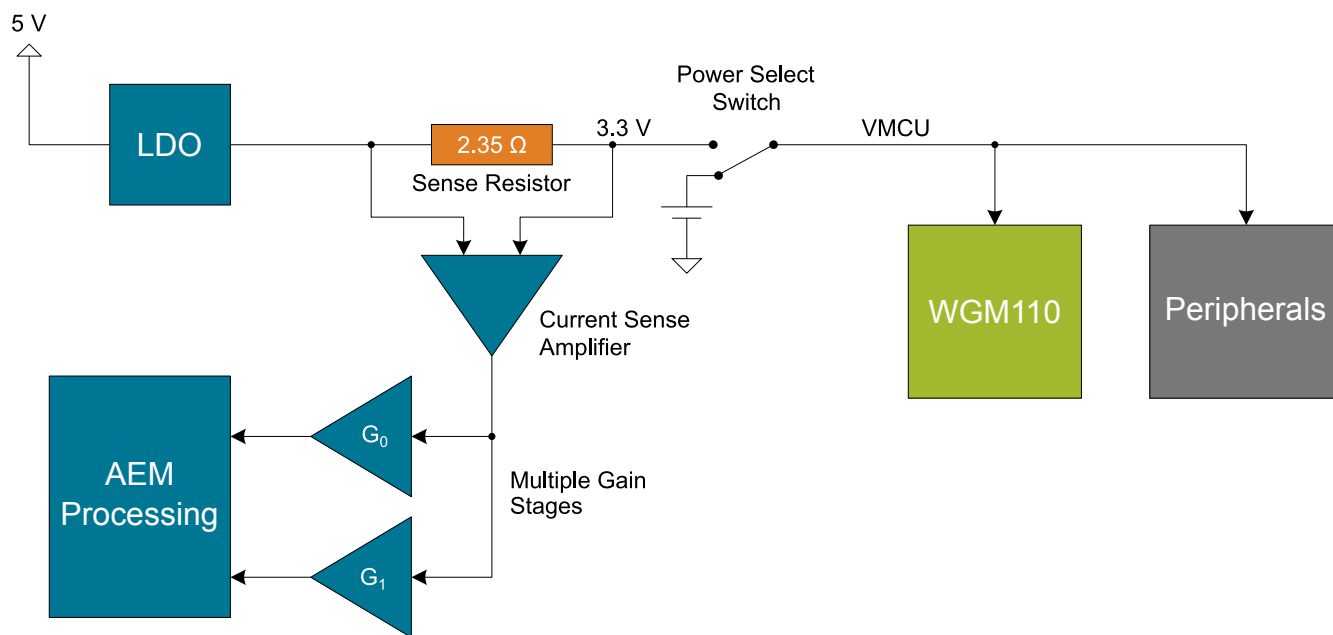 5 V
LDO
2.35 Ω
Sense Resistor
3.3 V
Power Select
Switch
VMCU
WGM110
Peripherals
Current Sense
Amplifier
AEM
Processing
G₀
G₁
Multiple Gain
Stages